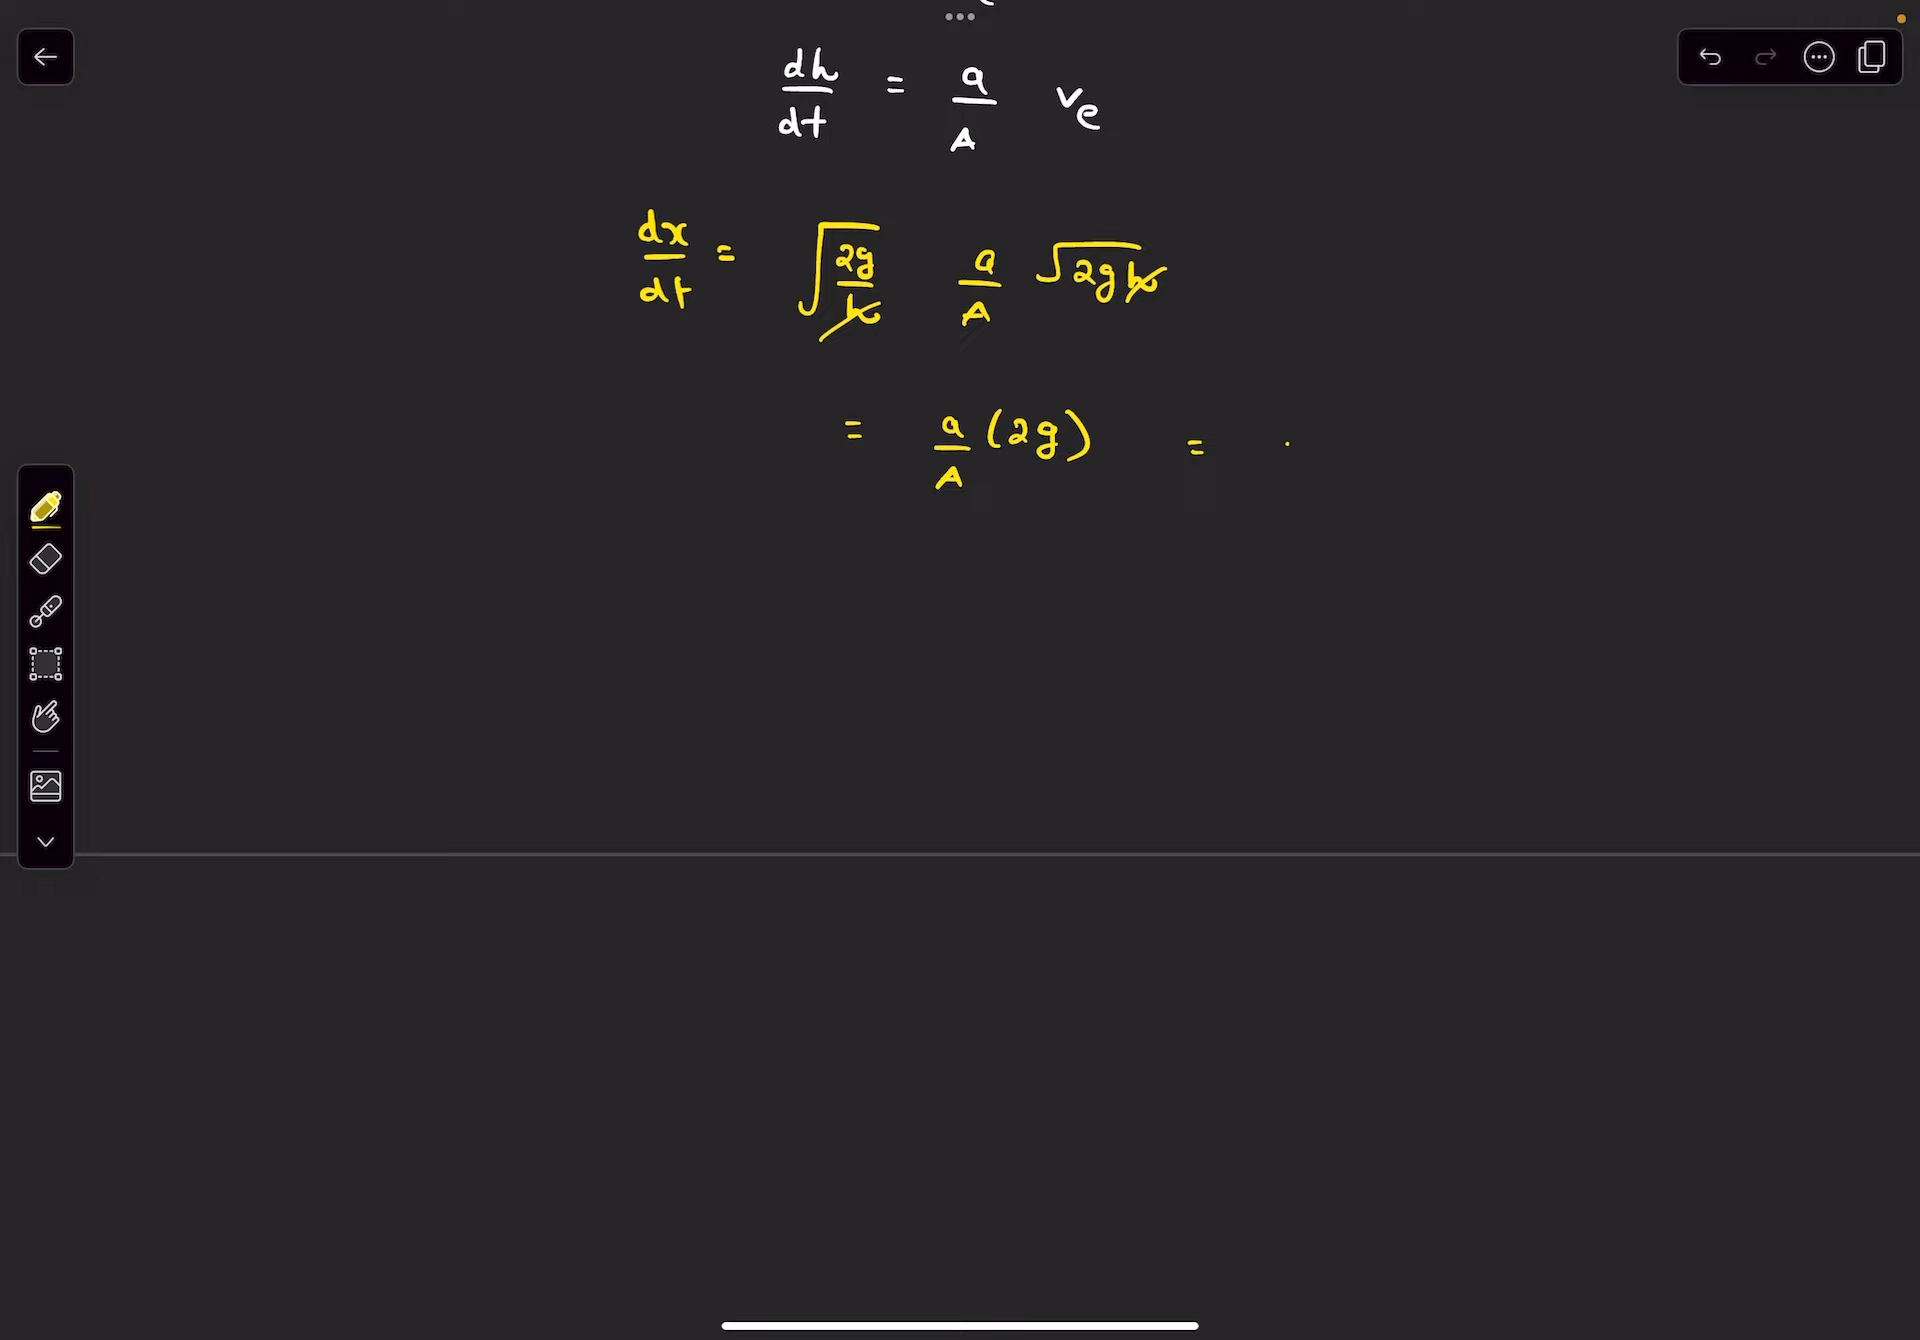 dh/dt = a/A ve
dx/dt = √(2g/h) a/A √(2gh)
= a/A (2g) =